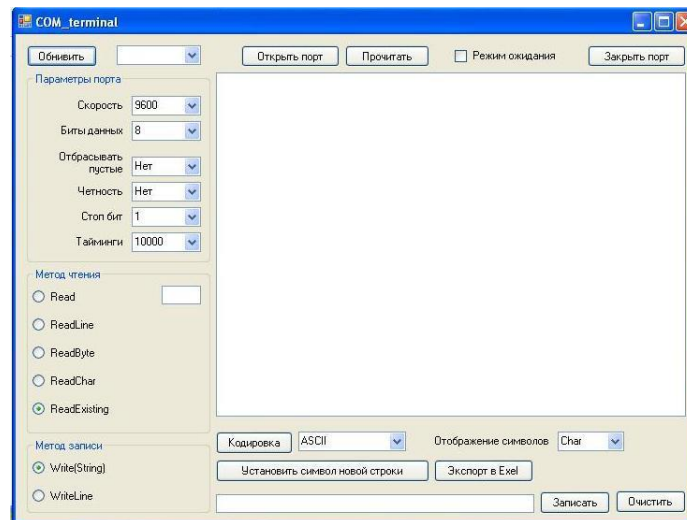 COM_terminal
Обнивить
Открыть порт
Прочитать
Режим ожидания
Закрыть порт
Параметры порта
Скорость 9600
Биты данных 8
Отбрасывать
пустые Нет
Четность Нет
Стоп бит 1
Тайминги 10000
Метод чтения
Read
ReadLine
ReadByte
ReadChar
ReadExisting
Метод записи
Write(String)
WriteLine
Кодировка ASCII Отображение символов Char
Установить символ новой строки Экспорт в Exel
Записать Очистить